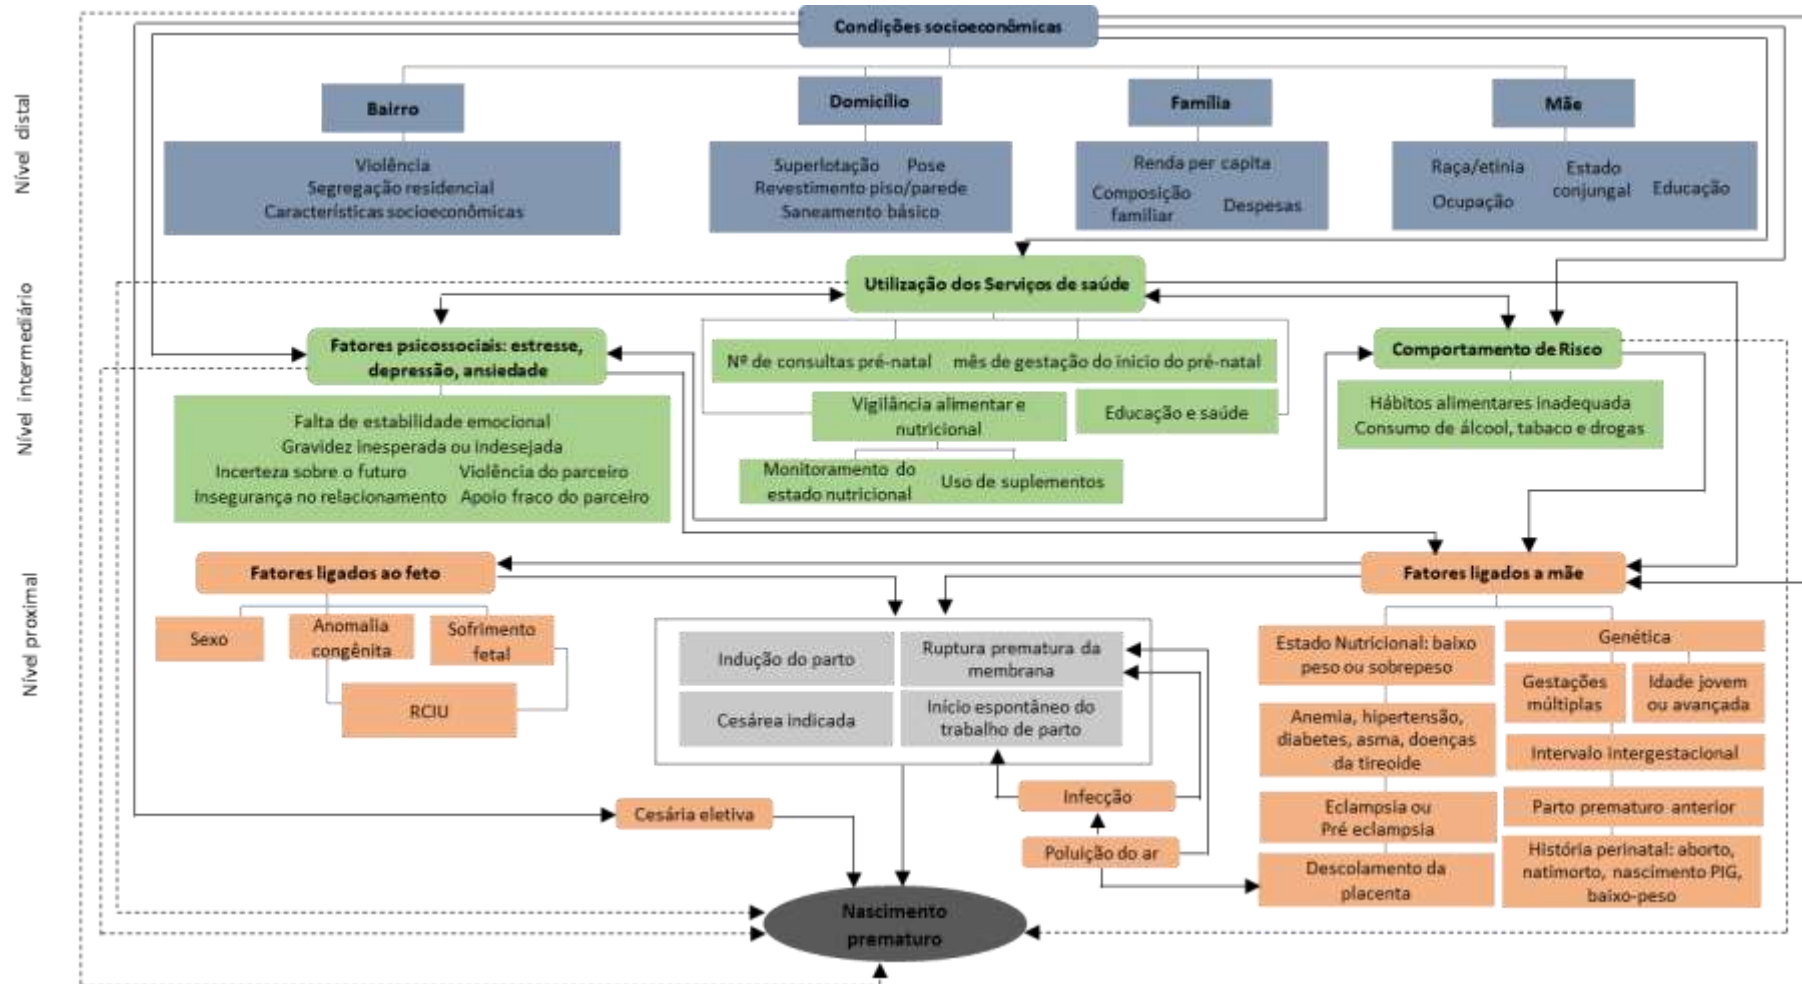 Condições socioeconômicas
Nível distal
Bairro
Domicílio
Família
Mãe
Violência
Segregação residencial
Características socioeconômicas
Superlotação Pose
Revestimento piso/parede
Saneamento básico
Renda per capita
Composição
familiar
Despesas
Raça/etinia
Ocupação
Estado
conjungal
Educação
Nível intermediário
Utilização dos Serviços de saúde
Fatores psicossociais: estresse,
depressão, ansiedade
Falta de estabilidade emocional
Gravidez inesperada ou indesejada
Incerteza sobre o futuro Violência do parceiro
Insegurança no relacionamento Apoio fraco do parceiro
Nº de consultas pré-natal mês de gestação do inicio do pré-natal
Vigilância alimentar e
nutricional
Educação e saúde
Monitoramento do
estado nutricional
Uso de suplementos
Comportamento de Risco
Hábitos alimentares inadequada
Consumo de álcool, tabaco e drogas
Nível proximal
Fatores ligados ao feto
Sexo
Anomalia
congênita
Sofrimento
fetal
RCIU
Indução do parto
Ruptura prematura da
membrana
Cesárea indicada
Início espontâneo do
trabalho de parto
Infecção
Poluição do ar
Cesária eletiva
Fatores ligados a mãe
Estado Nutricional: baixo
peso ou sobrepeso
Anemia, hipertensão,
diabetes, asma, doenças
da tireoide
Eclampsia ou
Pré eclampsia
Descolamento da
placenta
Genética
Gestações
múltiplas
Idade jovem
ou avançada
Intervalo intergestacional
Parto prematuro anterior
História perinatal: aborto,
natimorto, nascimento PIG,
baixo-peso
Nascimento
prematuro